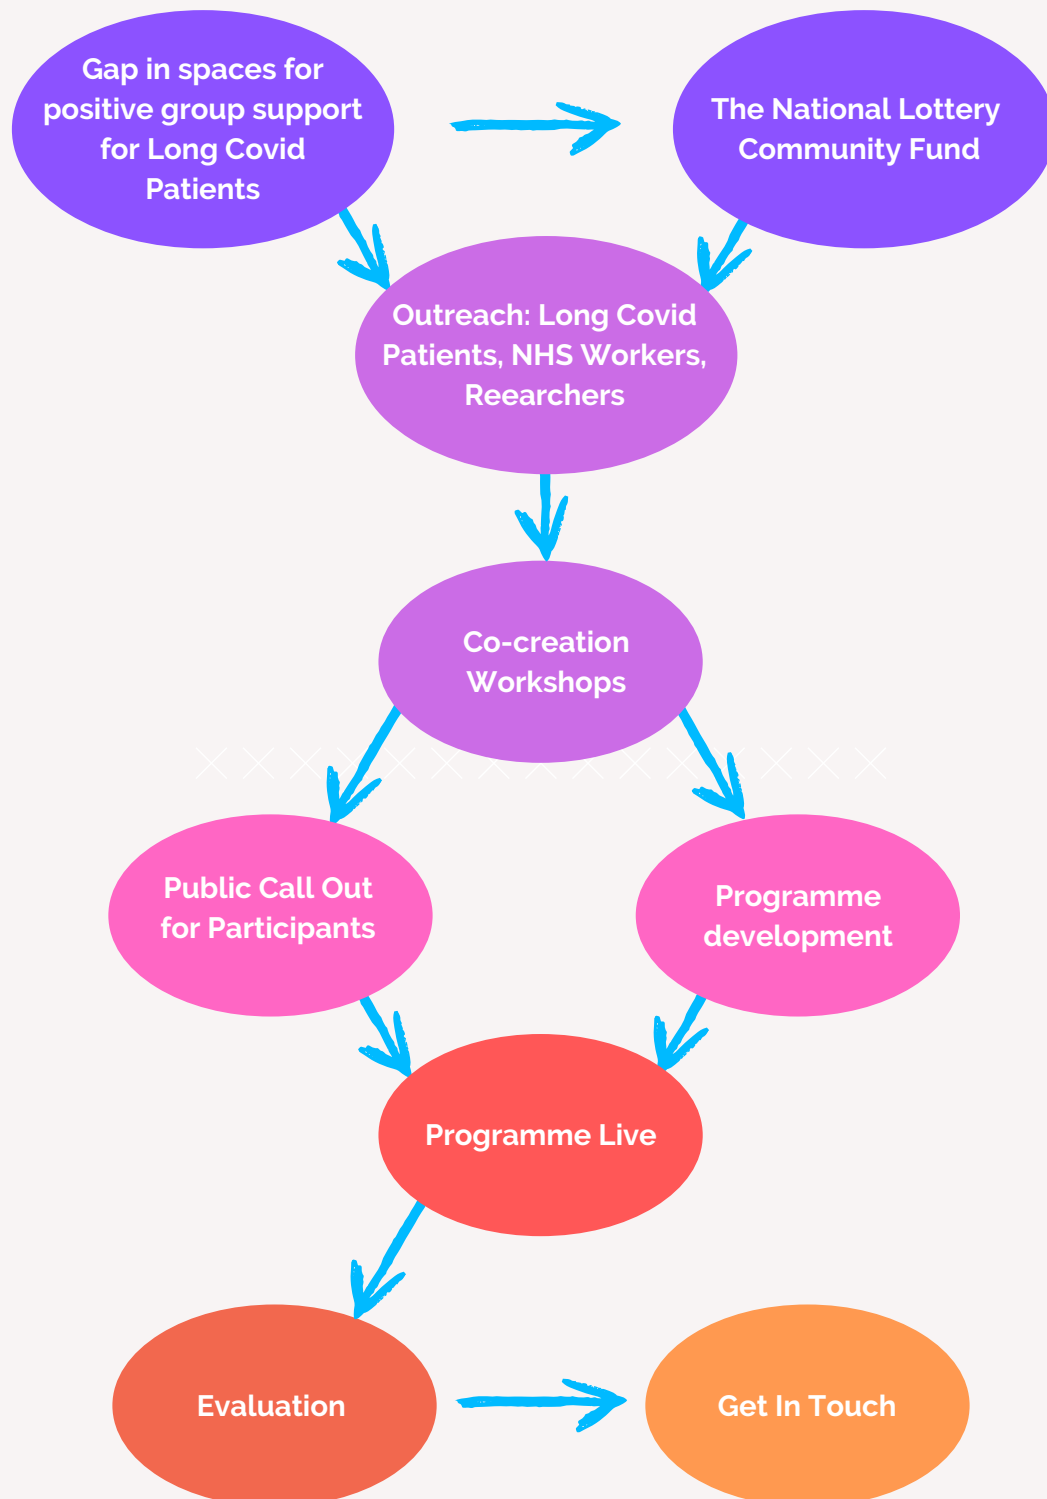 Gap in spaces for
positive group support
for Long Covid
Patients
The National Lottery
Community Fund
Outreach: Long Covid
Patients, NHS Workers,
Reearchers
Co-creation
Workshops
Public Call Out
for Participants
Programme
development
Programme Live
Evaluation
Get In Touch